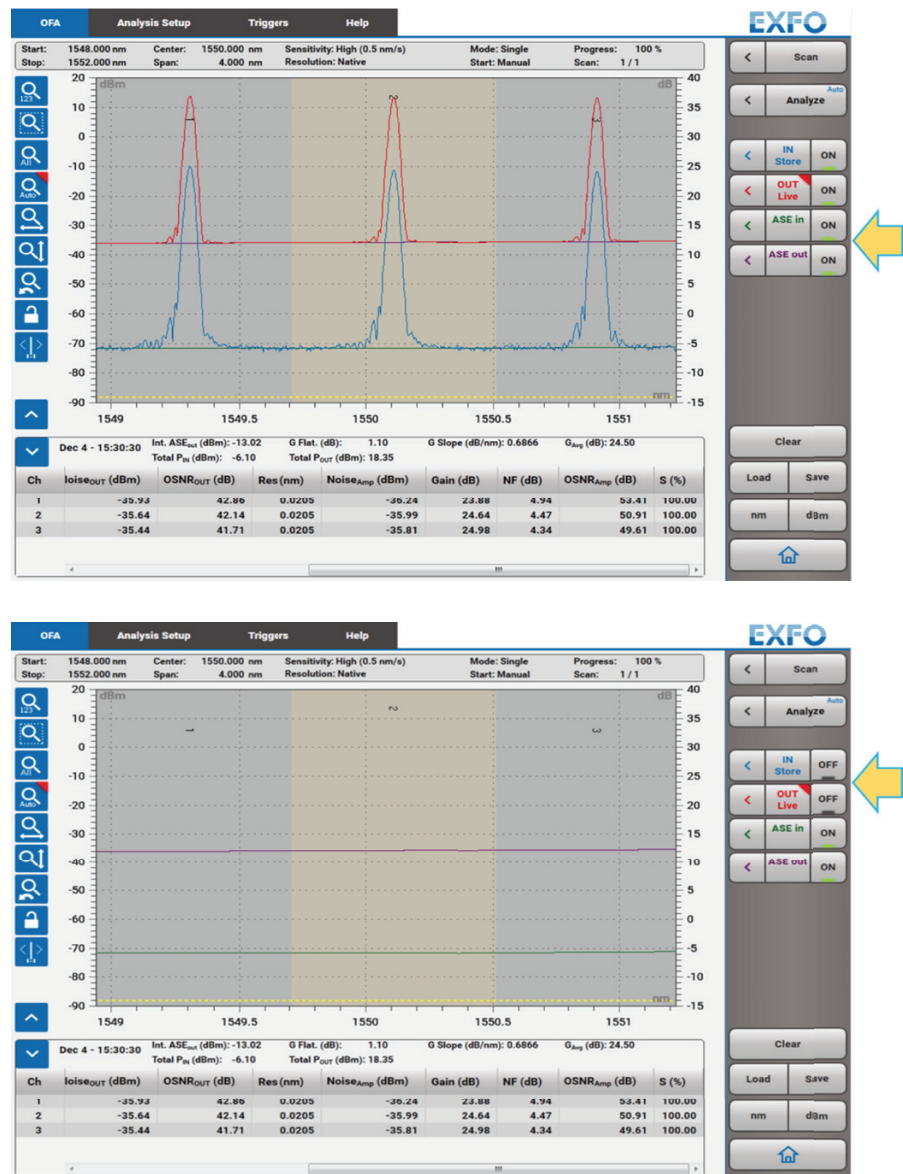 OFA Analysis Setup Triggers Help EXFO
Start: 1548.000 nm Center: 1550.000 nm Sensitivity: High (0.5 nm/s) Mode: Single Progress: 100 %
Stop: 1552.000 nm Span: 4.000 nm Resolution: Native Start: Manual Scan: 1 / 1
Scan
Auto
Analyze
IN Store ON
OUT Live ON
ASE in ON
ASE out ON
123
All
Auto
dBm dB
20 40
10 35
0 30
-10 25
-20 20
-30 15
-40 10
-50 5
-60 0
-70 -5
-80 -10
-90 -15
1 2 3
nm
1549 1549.5 1550 1550.5 1551
Dec 4 - 15:30:30 Int. ASEout (dBm): -13.02 G Flat. (dB): 1.10 G Slope (dB/nm): 0.6866 GAvg (dB): 24.50
Total PIN (dBm): -6.10 Total POUT (dBm): 18.35
Ch loiseOUT (dBm) OSNROUT (dB) Res (nm) NoiseAmp (dBm) Gain (dB) NF (dB) OSNRAmp (dB) S (%)
1 -35.93 42.86 0.0205 -36.24 23.88 4.94 53.41 100.00
2 -35.64 42.14 0.0205 -35.99 24.64 4.47 50.91 100.00
3 -35.44 41.71 0.0205 -35.81 24.98 4.34 49.61 100.00
Clear
Load Save
nm dBm
OFA Analysis Setup Triggers Help EXFO
Start: 1548.000 nm Center: 1550.000 nm Sensitivity: High (0.5 nm/s) Mode: Single Progress: 100 %
Stop: 1552.000 nm Span: 4.000 nm Resolution: Native Start: Manual Scan: 1 / 1
Scan
Auto
Analyze
IN Store OFF
OUT Live OFF
ASE in ON
ASE out ON
123
All
Auto
dBm dB
20 40
10 35
0 30
-10 25
-20 20
-30 15
-40 10
-50 5
-60 0
-70 -5
-80 -10
-90 -15
1 2 3
nm
1549 1549.5 1550 1550.5 1551
Dec 4 - 15:30:30 Int. ASEout (dBm): -13.02 G Flat. (dB): 1.10 G Slope (dB/nm): 0.6866 GAvg (dB): 24.50
Total PIN (dBm): -6.10 Total POUT (dBm): 18.35
Ch loiseOUT (dBm) OSNROUT (dB) Res (nm) NoiseAmp (dBm) Gain (dB) NF (dB) OSNRAmp (dB) S (%)
1 -35.93 42.86 0.0205 -36.24 23.88 4.94 53.41 100.00
2 -35.64 42.14 0.0205 -35.99 24.64 4.47 50.91 100.00
3 -35.44 41.71 0.0205 -35.81 24.98 4.34 49.61 100.00
Clear
Load Save
nm dBm